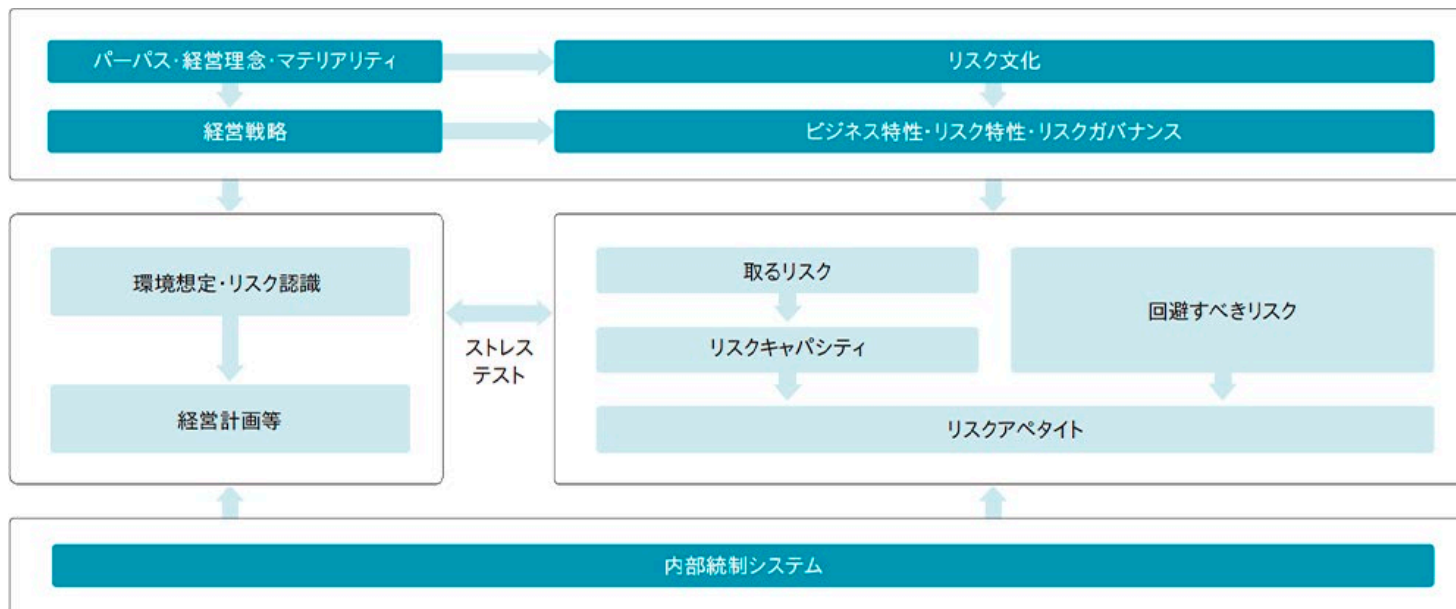 パーパス・経営理念・マテリアリティ
リスク文化
経営戦略
ビジネス特性・リスク特性・リスクガバナンス
環境想定・リスク認識
経営計画等
ストレス
テスト
取るリスク
リスクキャパシティ
回避すべきリスク
リスクアペタイト
内部統制システム